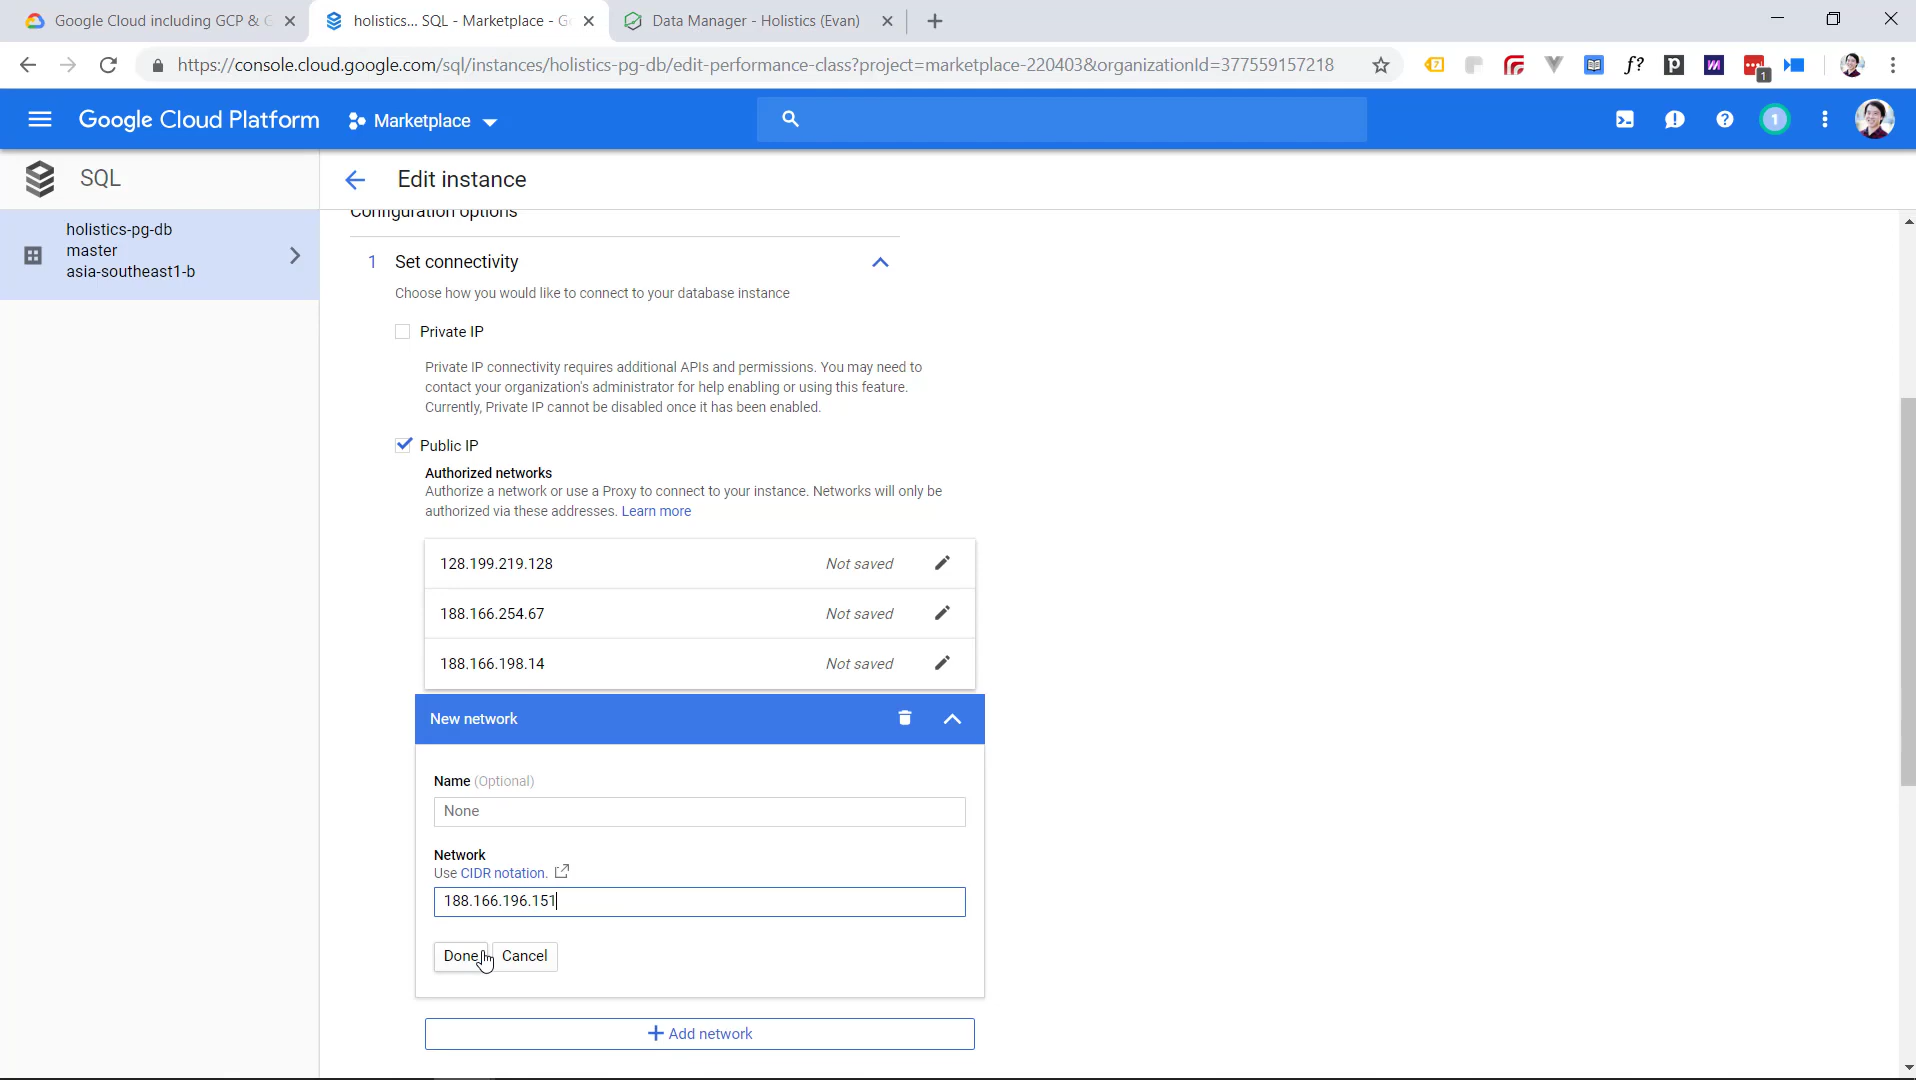 Google Cloud including GCP & G
holistics... SQL - Marketplace - Go
Data Manager - Holistics (Evan)
https://console.cloud.google.com/sql/instances/holistics-pg-db/edit-performance-class?project=marketplace-220403&organizationId=377559157218
1
Google Cloud Platform
Marketplace
1
SQL
Edit instance
holistics-pg-db
master
asia-southeast1-b
Configuration options
1 Set connectivity
Choose how you would like to connect to your database instance
Private IP
Private IP connectivity requires additional APIs and permissions. You may need to
contact your organization's administrator for help enabling or using this feature.
Currently, Private IP cannot be disabled once it has been enabled.
Public IP
Authorized networks
Authorize a network or use a Proxy to connect to your instance. Networks will only be
authorized via these addresses. Learn more
128.199.219.128 Not saved
188.166.254.67 Not saved
188.166.198.14 Not saved
New network
Name (Optional)
None
Network
Use CIDR notation.
188.166.196.151
Done Cancel
Add network